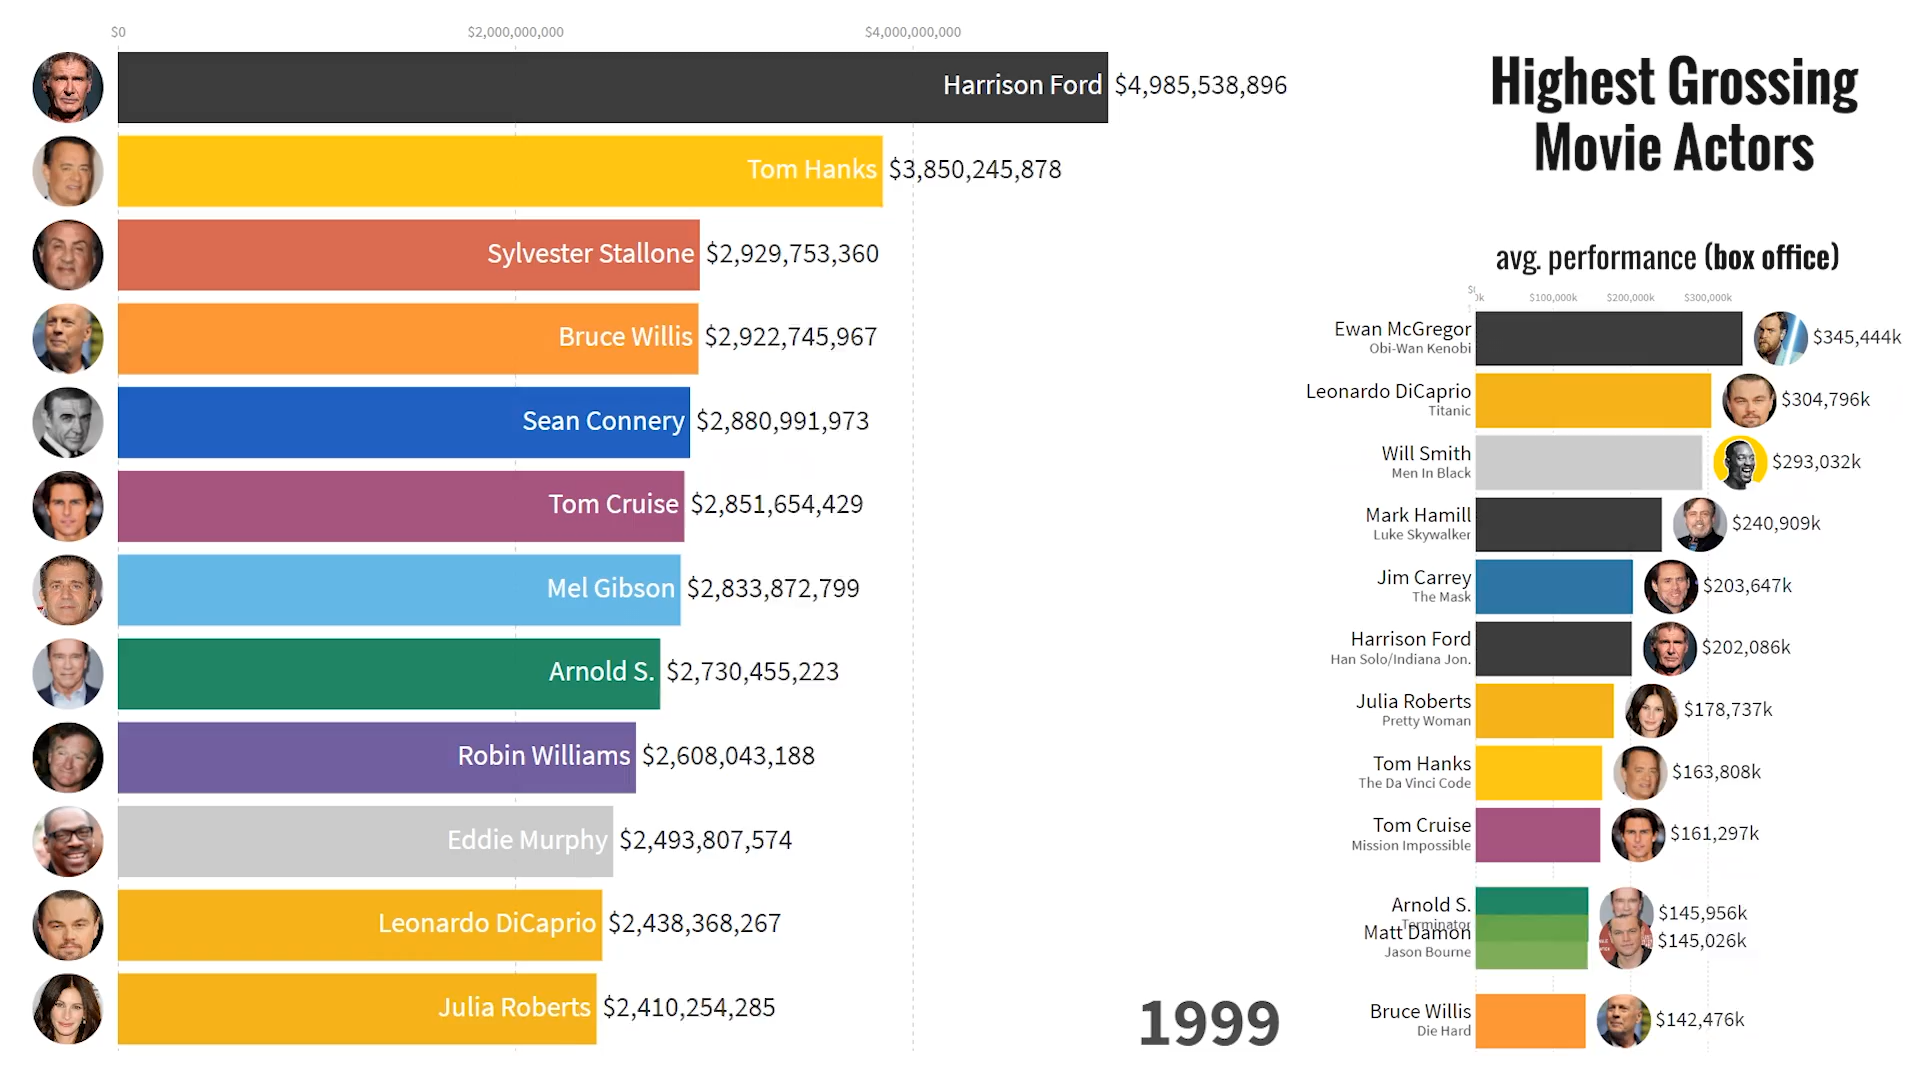 $0 $2,000,000,000 $4,000,000,000
Harrison Ford $4,985,538,896
Tom Hanks $3,850,245,878
Sylvester Stallone $2,929,753,360
Bruce Willis $2,922,745,967
Sean Connery $2,880,991,973
Tom Cruise $2,851,654,429
Mel Gibson $2,833,872,799
Arnold S. $2,730,455,223
Robin Williams $2,608,043,188
Eddie Murphy $2,493,807,574
Leonardo DiCaprio $2,438,368,267
Julia Roberts $2,410,254,285
1999
Highest Grossing
Movie Actors
avg. performance (box office)
$100,000k $200,000k $300,000k
Ewan McGregor $345,444k
Obi-Wan Kenobi
Leonardo DiCaprio $304,796k
Titanic
Will Smith $293,032k
Men In Black
Mark Hamill $240,909k
Luke Skywalker
Jim Carrey $203,647k
The Mask
Harrison Ford $202,086k
Han Solo/Indiana Jon.
Julia Roberts $178,737k
Pretty Woman
Tom Hanks $163,808k
The Da Vinci Code
Tom Cruise $161,297k
Mission Impossible
Arnold S. $145,956k
Terminator
Matt Damon $145,026k
Jason Bourne
Bruce Willis $142,476k
Die Hard